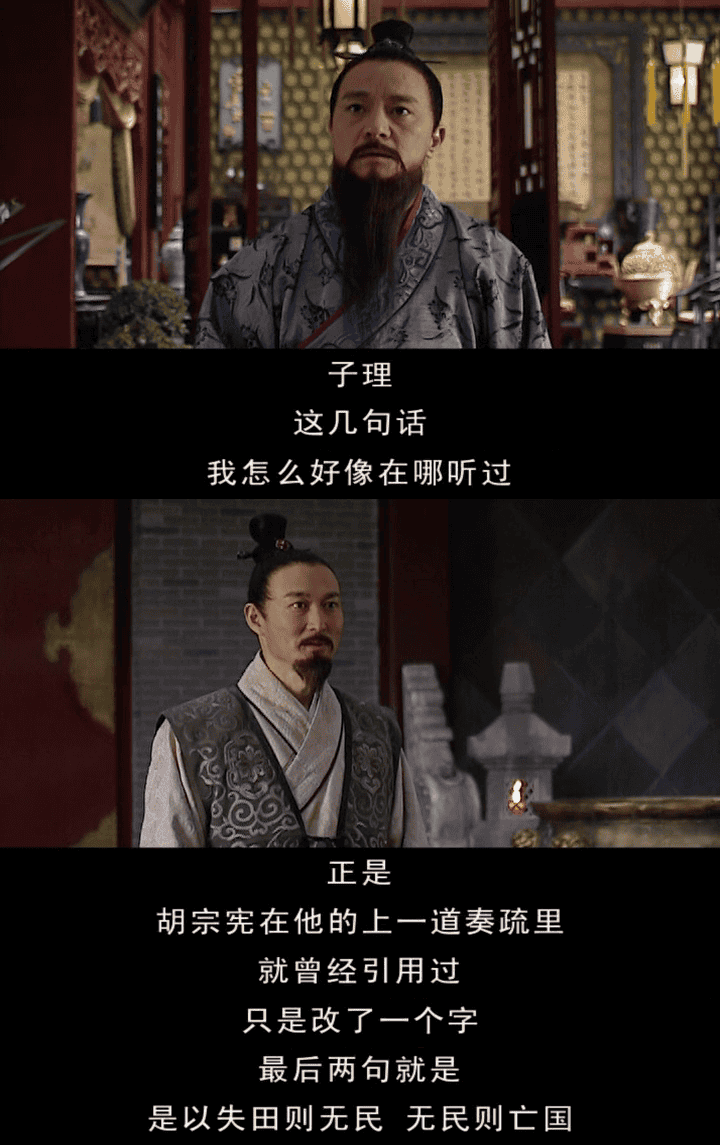 子理
这几句话
我怎么好像在哪听过
正是
胡宗宪在他的上一道奏疏里
就曾经引用过
只是改了一个字
最后两句就是
是以失田则无民 无民则亡国